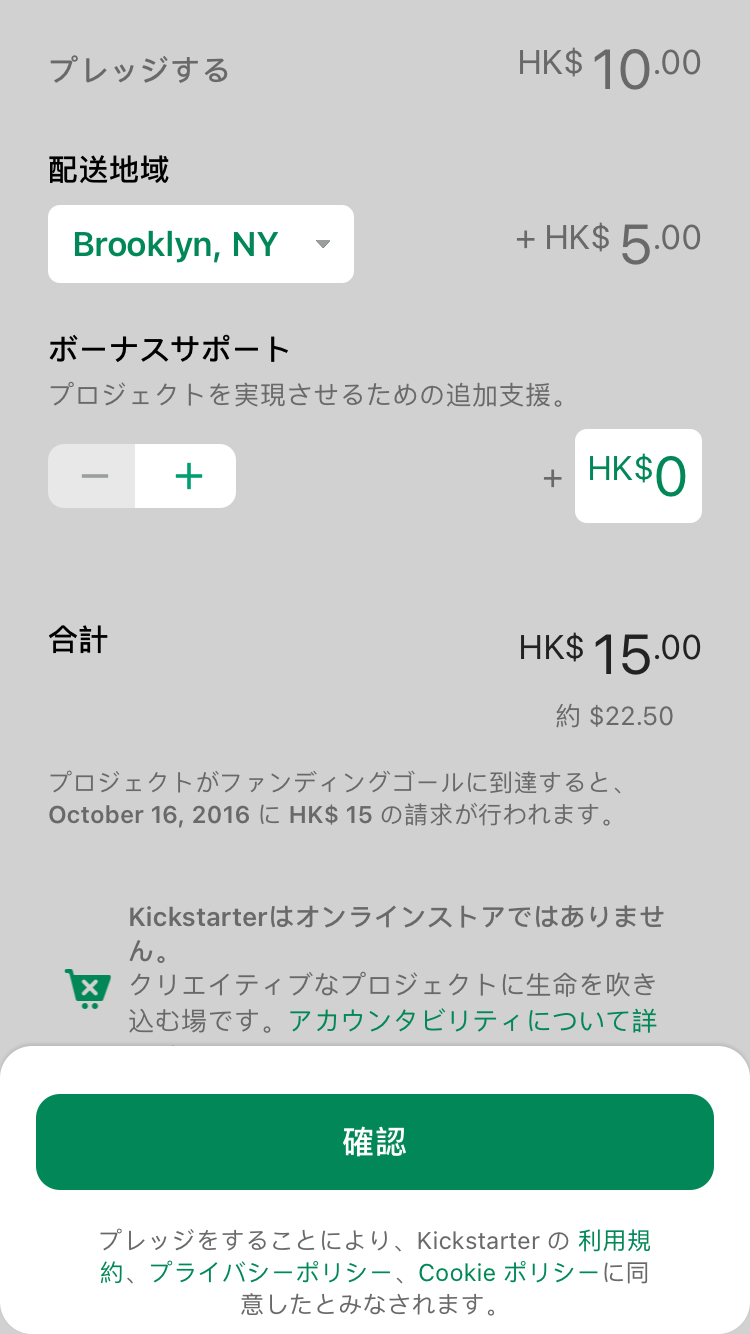 プレッジする HK$ 10.00
配送地域
Brooklyn, NY + HK$ 5.00
ボーナスサポート
プロジェクトを実現させるための追加支援。
− + + HK$0
合計 HK$ 15.00
約 $22.50
プロジェクトがファンディングゴールに到達すると、
October 16, 2016 に HK$ 15 の請求が行われます。
Kickstarterはオンラインストアではありませ
ん。
クリエイティブなプロジェクトに生命を吹き
込む場です。アカウンタビリティについて詳
確認
プレッジをすることにより、Kickstarter の 利用規
約、プライバシーポリシー、Cookie ポリシーに同
意したとみなされます。